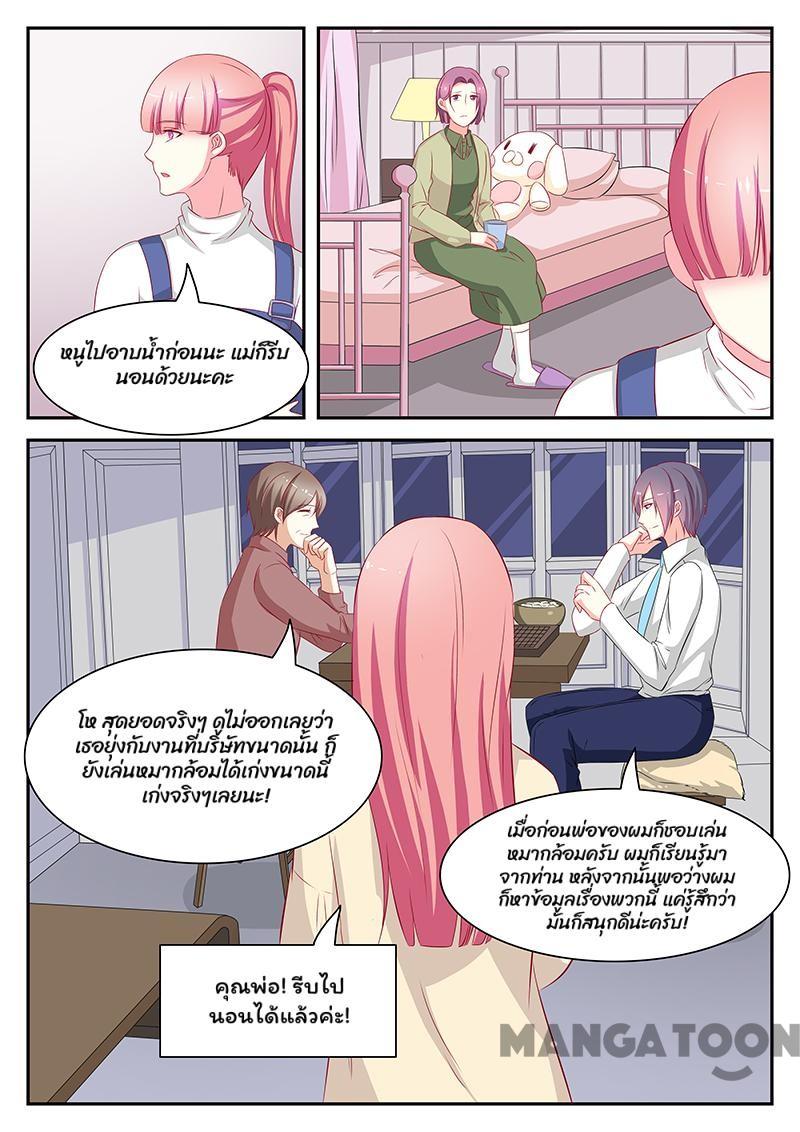 หนูไปอาบน้ำก่อนนะ แม่ก็รีบ
นอนด้วยนะคะ
โห สุดยอดจริงๆ ดูไม่ออกเลยว่า
เธอยุ่งกับงานที่บริษัทขนาดนั้น ก็
ยังเล่นหมากล้อมได้เก่งขนาดนี้
เก่งจริงๆเลยนะ!
เมื่อก่อนพ่อของผมก็ชอบเล่น
หมากล้อมครับ ผมก็เรียนรู้มา
จากท่าน หลังจากนั้นพอว่างผม
ก็หาข้อมูลเรื่องพวกนี้ แค่รู้สึกว่า
มันก็สนุกดีน่ะครับ!
คุณพ่อ! รีบไป
นอนได้แล้วค่ะ!
MANGATOON